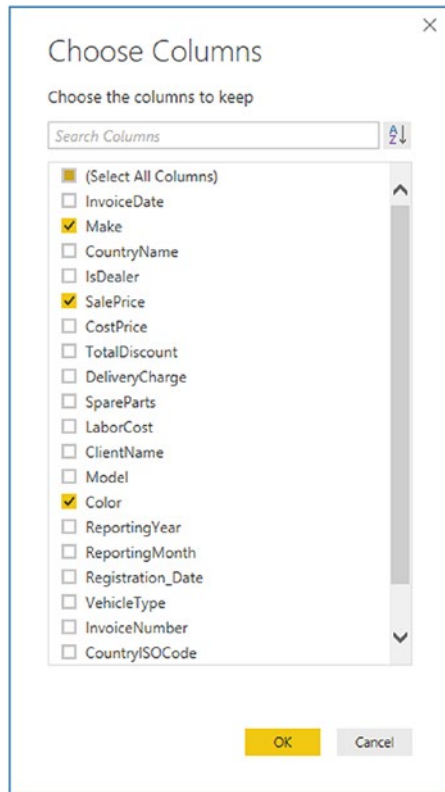 Choose Columns
Choose the columns to keep
Search Columns
(Select All Columns)
InvoiceDate
Make
CountryName
IsDealer
SalePrice
CostPrice
TotalDiscount
DeliveryCharge
SpareParts
LaborCost
ClientName
Model
Color
ReportingYear
ReportingMonth
Registration_Date
VehicleType
InvoiceNumber
CountryISOCode
OK Cancel